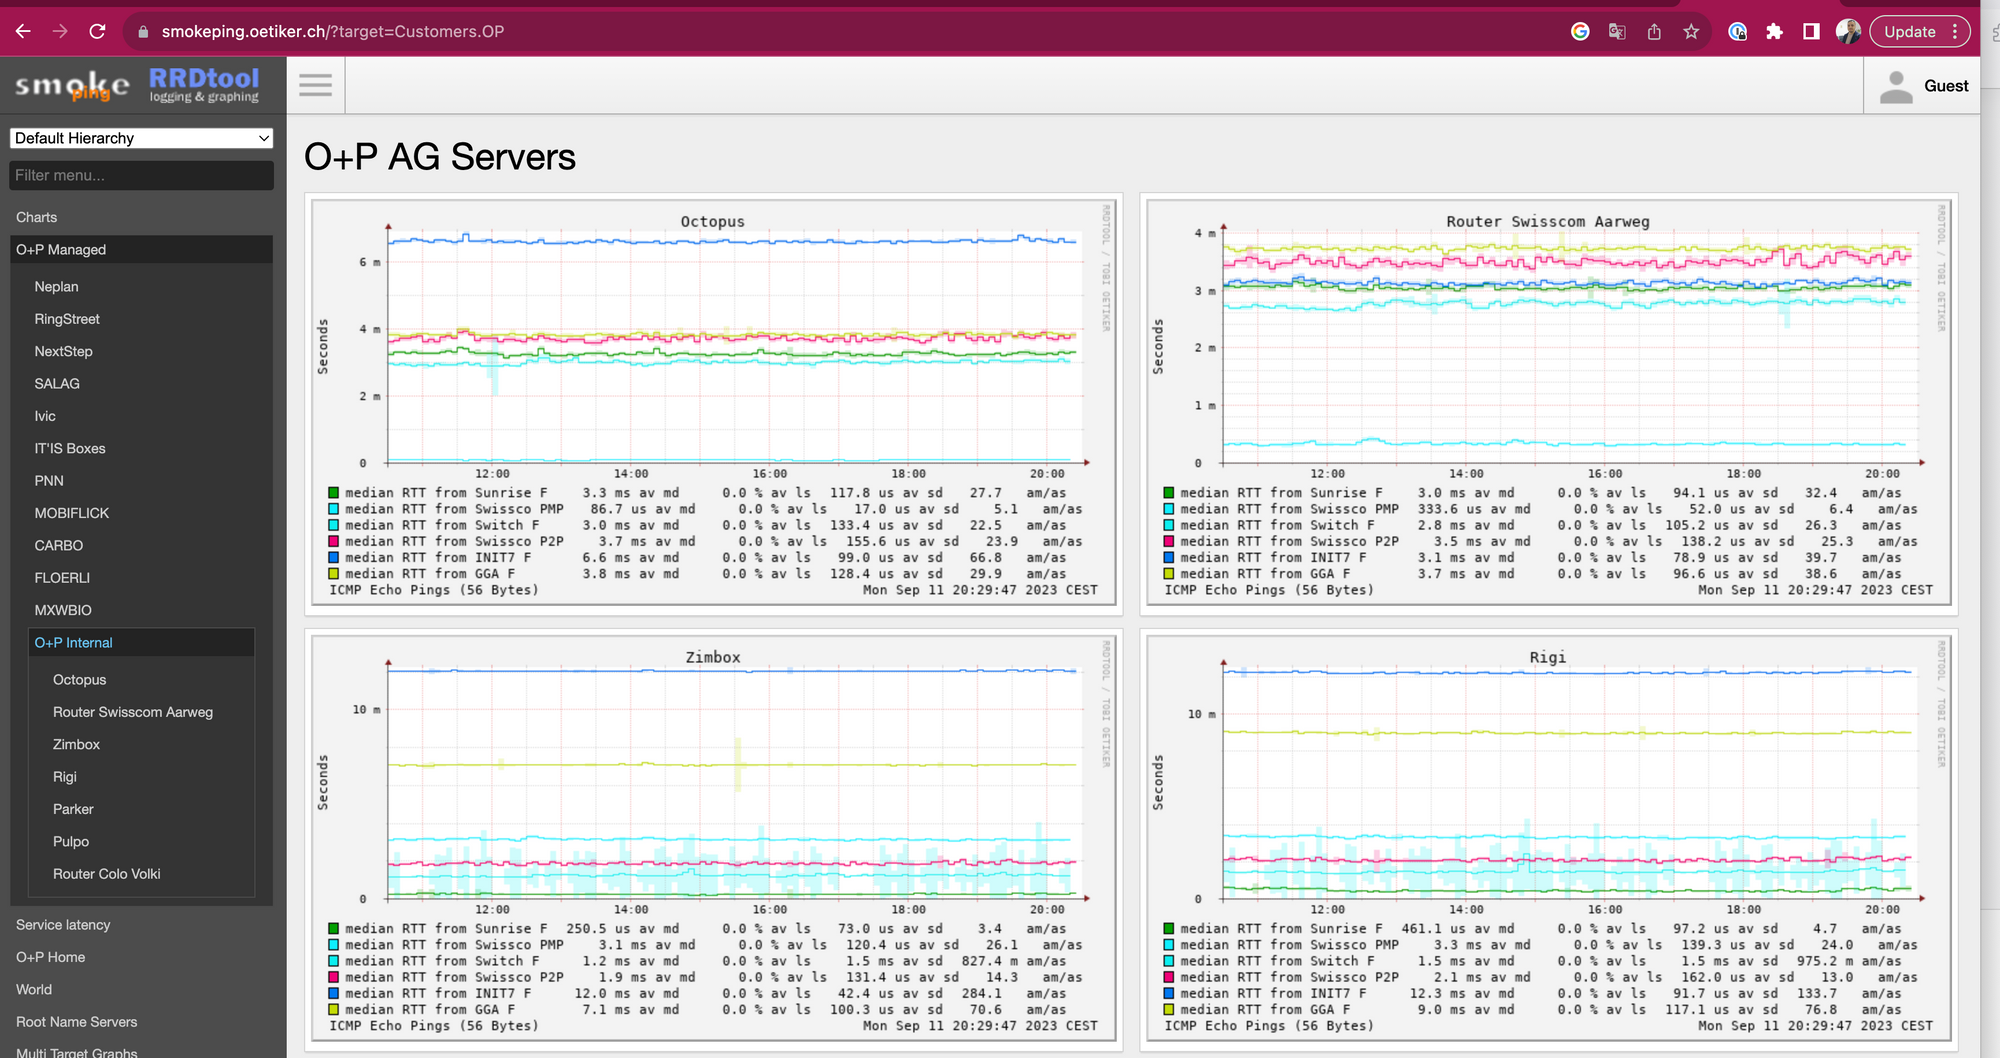 smokeping.oetiker.ch/?target=Customers.OP
Update
smoke ping
RRDtool
logging & graphing
Guest
Default Hierarchy
Filter menu...
Charts
O+P Managed
Neplan
RingStreet
NextStep
SALAG
Ivic
IT'IS Boxes
PNN
MOBIFLICK
CARBO
FLOERLI
MXWBIO
O+P Internal
Octopus
Router Swisscom Aarweg
Zimbox
Rigi
Parker
Pulpo
Router Colo Volki
Service latency
O+P Home
World
Root Name Servers
Multi Target Graphs
O+P AG Servers
Octopus
RRDTOOL / TOBI OETIKER
Seconds
6 m
4 m
2 m
0
12:00 14:00 16:00 18:00 20:00
median RTT from Sunrise F 3.3 ms av md 0.0 % av ls 117.8 us av sd 27.7 am/as
median RTT from Swissco PMP 86.7 us av md 0.0 % av ls 17.0 us av sd 5.1 am/as
median RTT from Switch F 3.0 ms av md 0.0 % av ls 133.4 us av sd 22.5 am/as
median RTT from Swissco P2P 3.7 ms av md 0.0 % av ls 155.6 us av sd 23.9 am/as
median RTT from INIT7 F 6.6 ms av md 0.0 % av ls 99.0 us av sd 66.8 am/as
median RTT from GGA F 3.8 ms av md 0.0 % av ls 128.4 us av sd 29.9 am/as
ICMP Echo Pings (56 Bytes) Mon Sep 11 20:29:47 2023 CEST
Router Swisscom Aarweg
RRDTOOL / TOBI OETIKER
Seconds
4 m
3 m
2 m
1 m
0
12:00 14:00 16:00 18:00 20:00
median RTT from Sunrise F 3.0 ms av md 0.0 % av ls 94.1 us av sd 32.4 am/as
median RTT from Swissco PMP 333.6 us av md 0.0 % av ls 52.0 us av sd 6.4 am/as
median RTT from Switch F 2.8 ms av md 0.0 % av ls 105.2 us av sd 26.3 am/as
median RTT from Swissco P2P 3.5 ms av md 0.0 % av ls 138.2 us av sd 25.3 am/as
median RTT from INIT7 F 3.1 ms av md 0.0 % av ls 78.9 us av sd 39.7 am/as
median RTT from GGA F 3.7 ms av md 0.0 % av ls 96.6 us av sd 38.6 am/as
ICMP Echo Pings (56 Bytes) Mon Sep 11 20:29:47 2023 CEST
Zimbox
RRDTOOL / TOBI OETIKER
Seconds
10 m
0
12:00 14:00 16:00 18:00 20:00
median RTT from Sunrise F 250.5 us av md 0.0 % av ls 73.0 us av sd 3.4 am/as
median RTT from Swissco PMP 3.1 ms av md 0.0 % av ls 120.4 us av sd 26.1 am/as
median RTT from Switch F 1.2 ms av md 0.0 % av ls 1.5 ms av sd 827.4 m am/as
median RTT from Swissco P2P 1.9 ms av md 0.0 % av ls 131.4 us av sd 14.3 am/as
median RTT from INIT7 F 12.0 ms av md 0.0 % av ls 42.4 us av sd 284.1 am/as
median RTT from GGA F 7.1 ms av md 0.0 % av ls 100.3 us av sd 70.6 am/as
ICMP Echo Pings (56 Bytes) Mon Sep 11 20:29:47 2023 CEST
Rigi
RRDTOOL / TOBI OETIKER
Seconds
10 m
0
12:00 14:00 16:00 18:00 20:00
median RTT from Sunrise F 461.1 us av md 0.0 % av ls 97.2 us av sd 4.7 am/as
median RTT from Swissco PMP 3.3 ms av md 0.0 % av ls 139.3 us av sd 24.0 am/as
median RTT from Switch F 1.5 ms av md 0.0 % av ls 1.5 ms av sd 975.2 m am/as
median RTT from Swissco P2P 2.1 ms av md 0.0 % av ls 162.0 us av sd 13.0 am/as
median RTT from INIT7 F 12.3 ms av md 0.0 % av ls 91.7 us av sd 133.7 am/as
median RTT from GGA F 9.0 ms av md 0.0 % av ls 117.1 us av sd 76.8 am/as
ICMP Echo Pings (56 Bytes) Mon Sep 11 20:29:47 2023 CEST